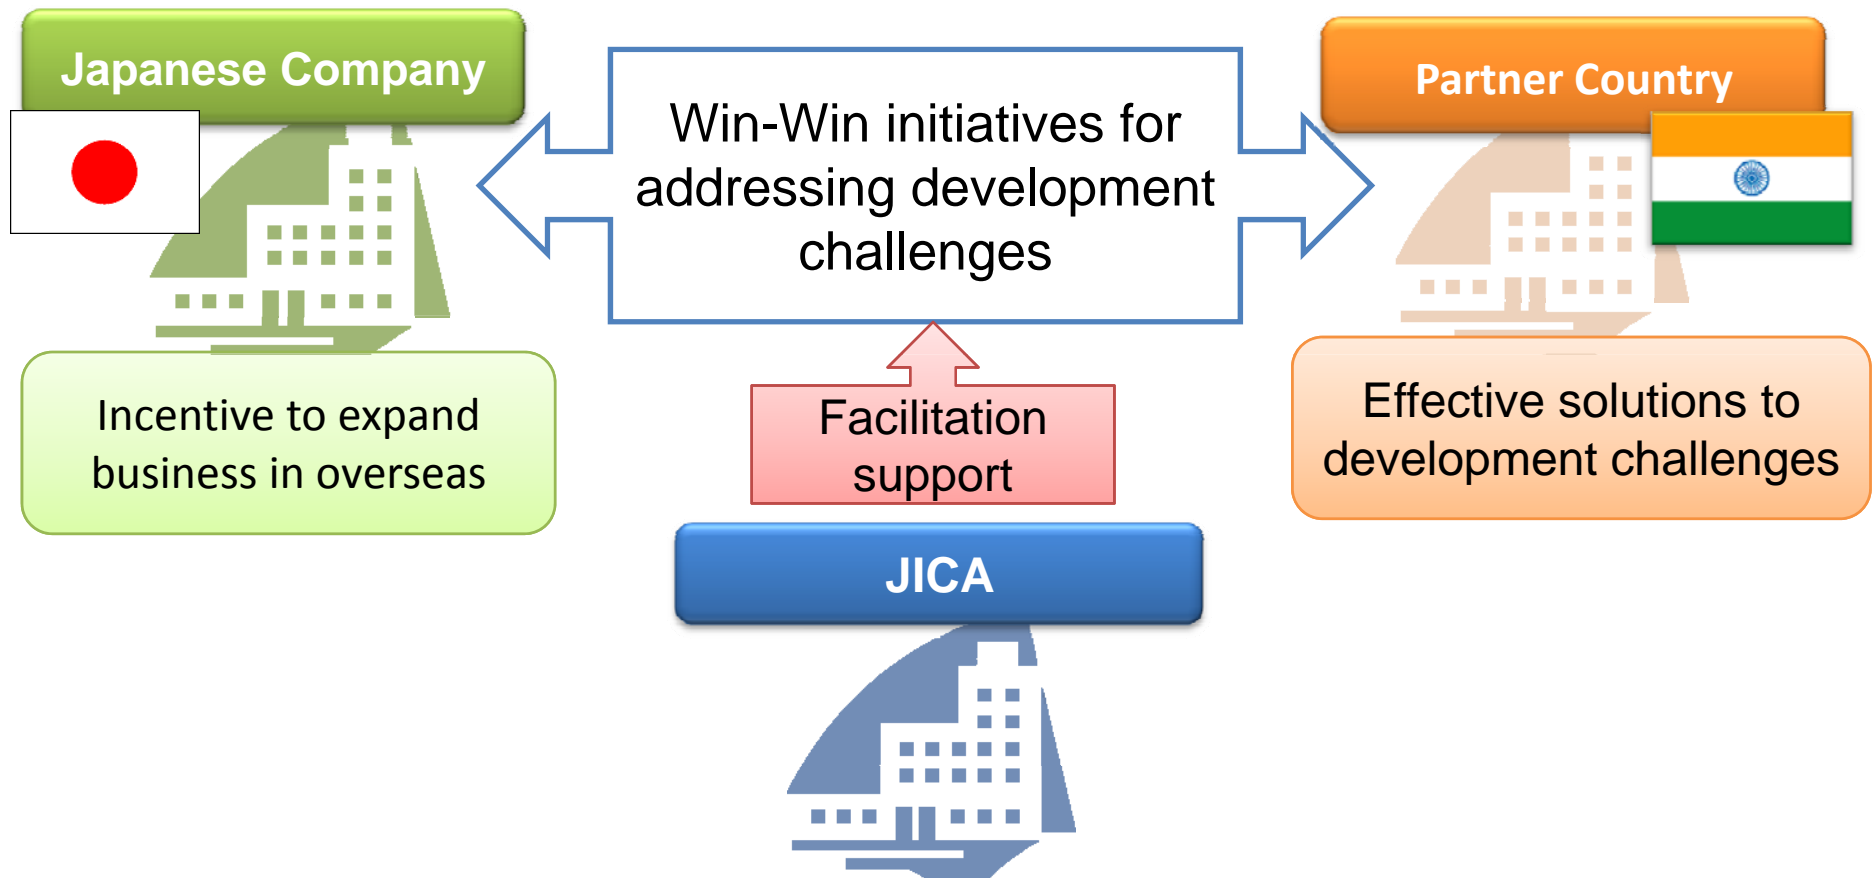 Japanese Company
Win-Win initiatives for
addressing development
challenges
Partner Country
Incentive to expand
business in overseas
Facilitation
support
Effective solutions to
development challenges
JICA